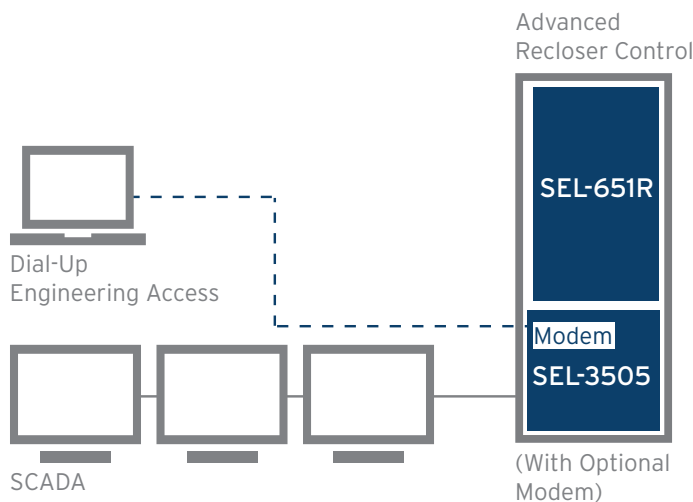 Advanced
Recloser Control
SEL-651R
Dial-Up
Engineering Access
Modem
SEL-3505
SCADA
(With Optional
Modem)